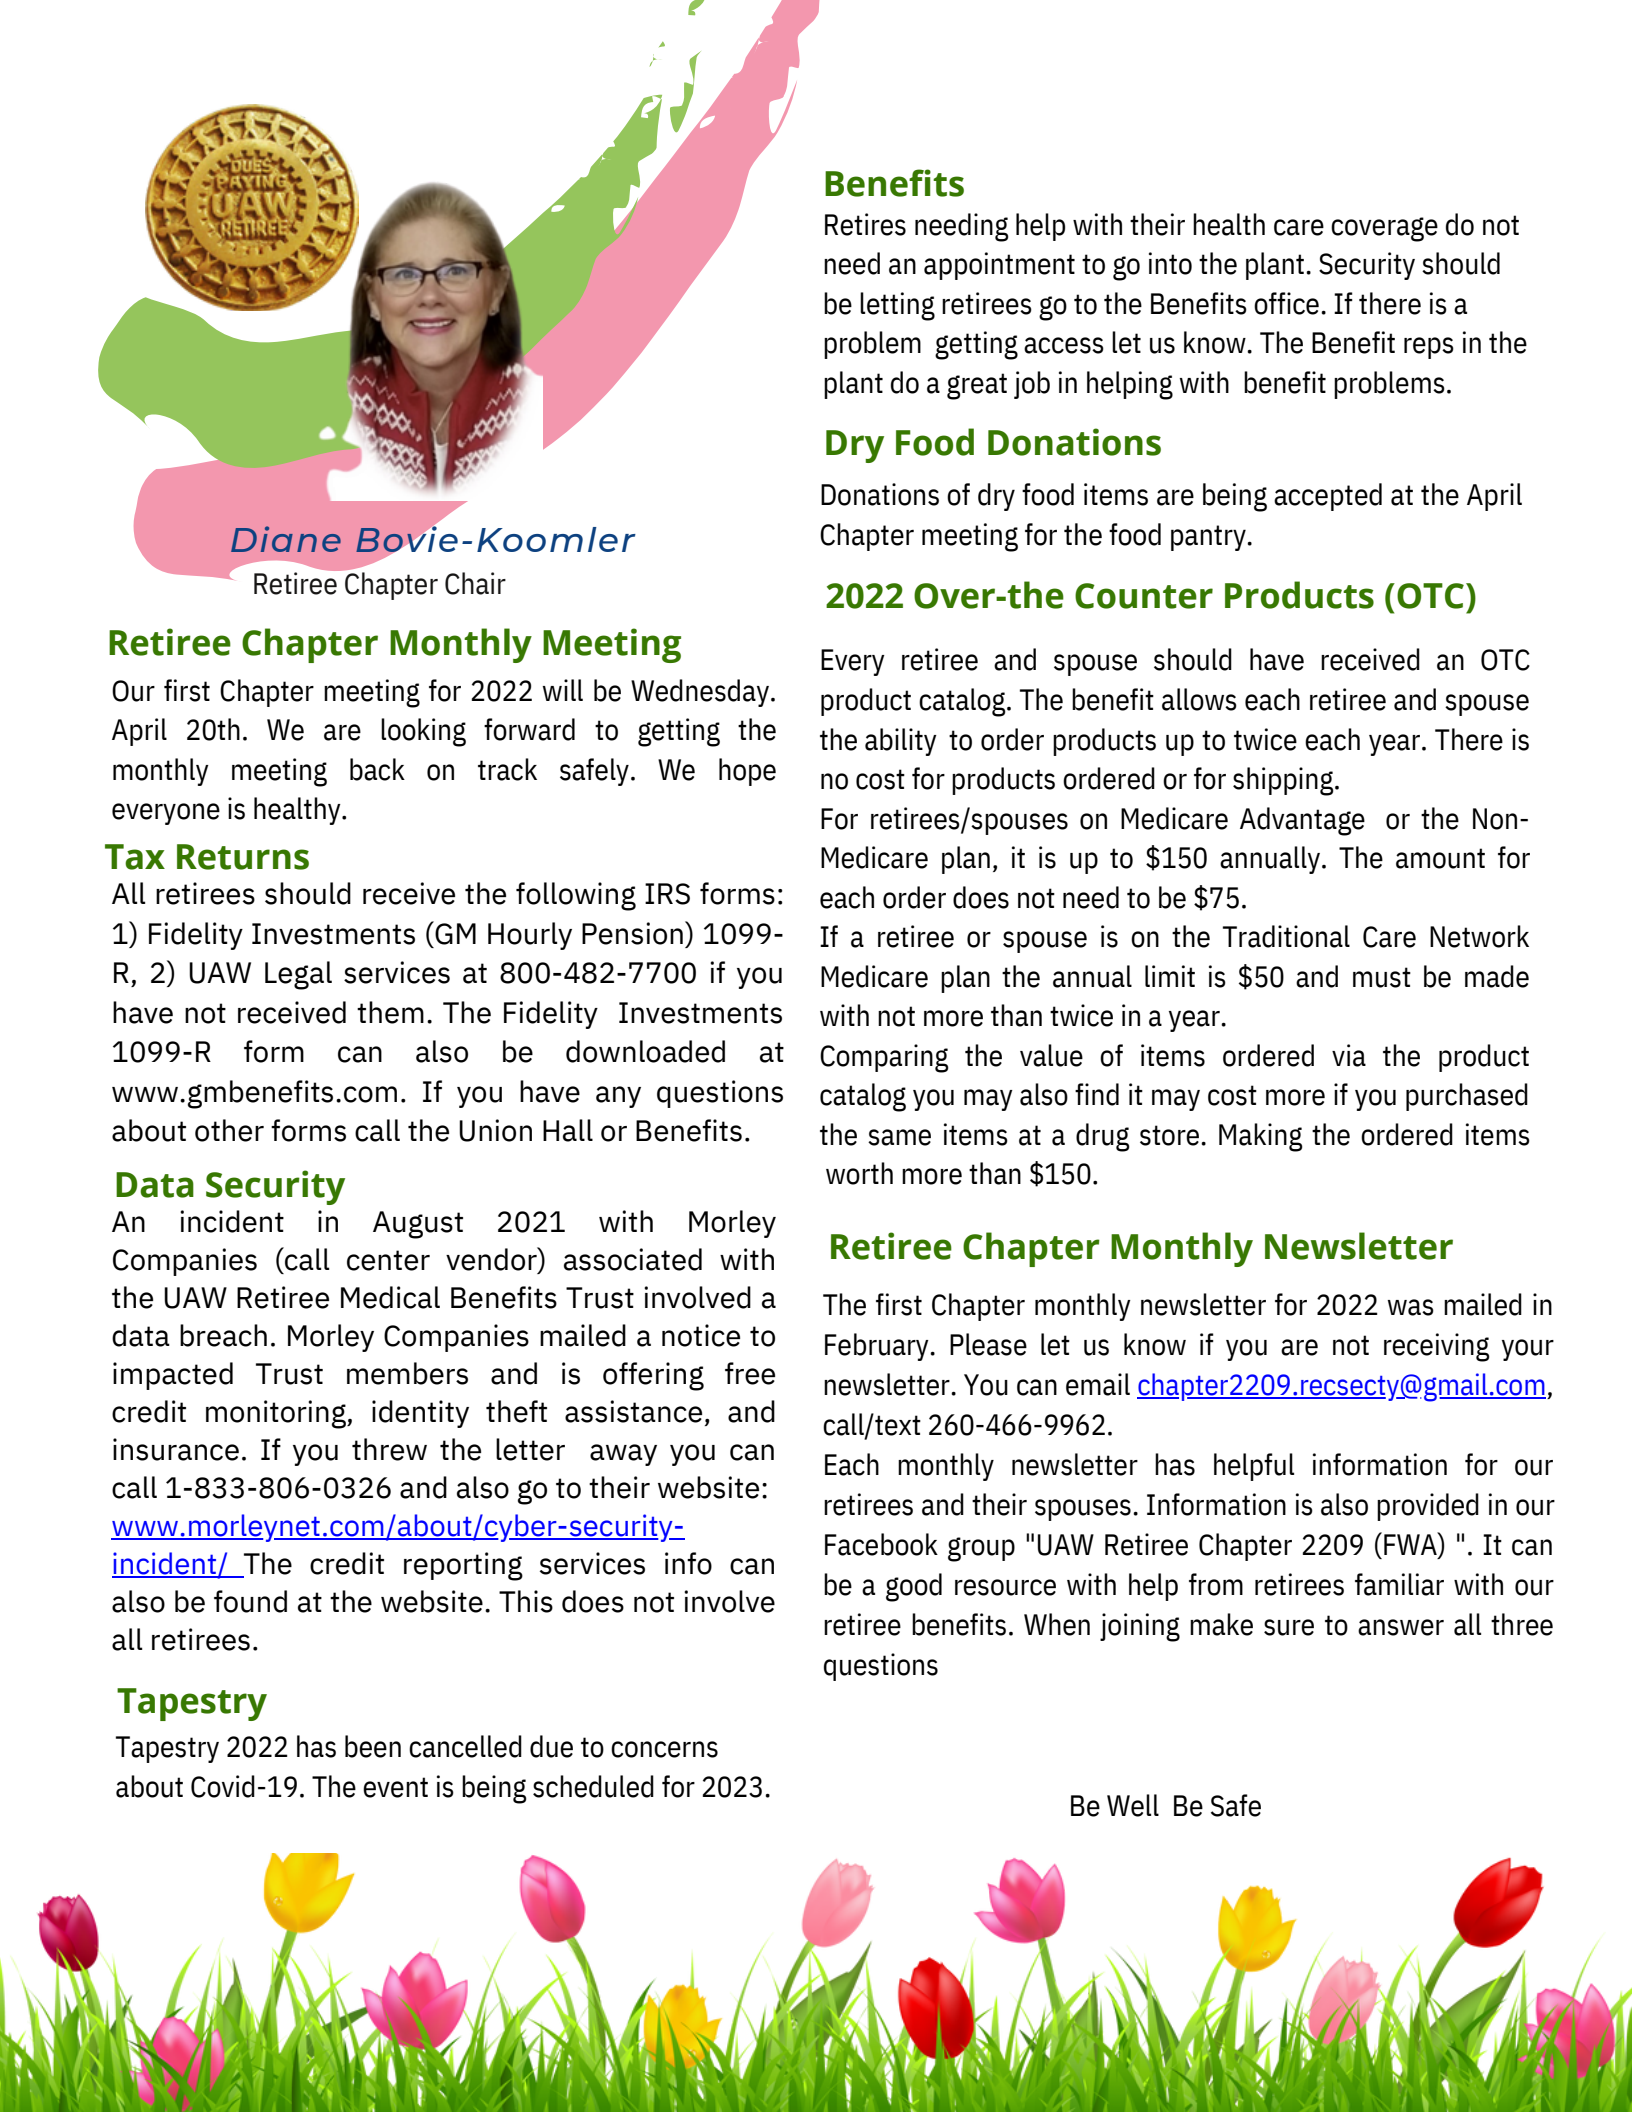 DUES
PAYING
UAW
RETIREE
Diane Bovie-Koomler
Retiree Chapter Chair
Retiree Chapter Monthly Meeting
Our first Chapter meeting for 2022 will be Wednesday.
April 20th. We are looking forward to getting the
monthly meeting back on track safely. We hope
everyone is healthy.
Tax Returns
All retirees should receive the following IRS forms:
1) Fidelity Investments (GM Hourly Pension) 1099-
R, 2) UAW Legal services at 800-482-7700 if you
have not received them. The Fidelity Investments
1099-R form can also be downloaded at
www.gmbenefits.com. If you have any questions
about other forms call the Union Hall or Benefits.
Data Security
An incident in August 2021 with Morley
Companies (call center vendor) associated with
the UAW Retiree Medical Benefits Trust involved a
data breach. Morley Companies mailed a notice to
impacted Trust members and is offering free
credit monitoring, identity theft assistance, and
insurance. If you threw the letter away you can
call 1-833-806-0326 and also go to their website:
www.morleynet.com/about/cyber-security-
incident/ The credit reporting services info can
also be found at the website. This does not involve
all retirees.
Tapestry
Tapestry 2022 has been cancelled due to concerns
about Covid-19. The event is being scheduled for 2023.
Benefits
Retires needing help with their health care coverage do not
need an appointment to go into the plant. Security should
be letting retirees go to the Benefits office. If there is a
problem getting access let us know. The Benefit reps in the
plant do a great job in helping with benefit problems.
Dry Food Donations
Donations of dry food items are being accepted at the April
Chapter meeting for the food pantry.
2022 Over-the Counter Products (OTC)
Every retiree and spouse should have received an OTC
product catalog. The benefit allows each retiree and spouse
the ability to order products up to twice each year. There is
no cost for products ordered or for shipping.
For retirees/spouses on Medicare Advantage or the Non-
Medicare plan, it is up to $150 annually. The amount for
each order does not need to be $75.
If a retiree or spouse is on the Traditional Care Network
Medicare plan the annual limit is $50 and must be made
with not more than twice in a year.
Comparing the value of items ordered via the product
catalog you may also find it may cost more if you purchased
the same items at a drug store. Making the ordered items
worth more than $150.
Retiree Chapter Monthly Newsletter
The first Chapter monthly newsletter for 2022 was mailed in
February. Please let us know if you are not receiving your
newsletter. You can email chapter2209.recsecty@gmail.com,
call/text 260-466-9962.
Each monthly newsletter has helpful information for our
retirees and their spouses. Information is also provided in our
Facebook group "UAW Retiree Chapter 2209 (FWA) ". It can
be a good resource with help from retirees familiar with our
retiree benefits. When joining make sure to answer all three
questions
Be Well Be Safe